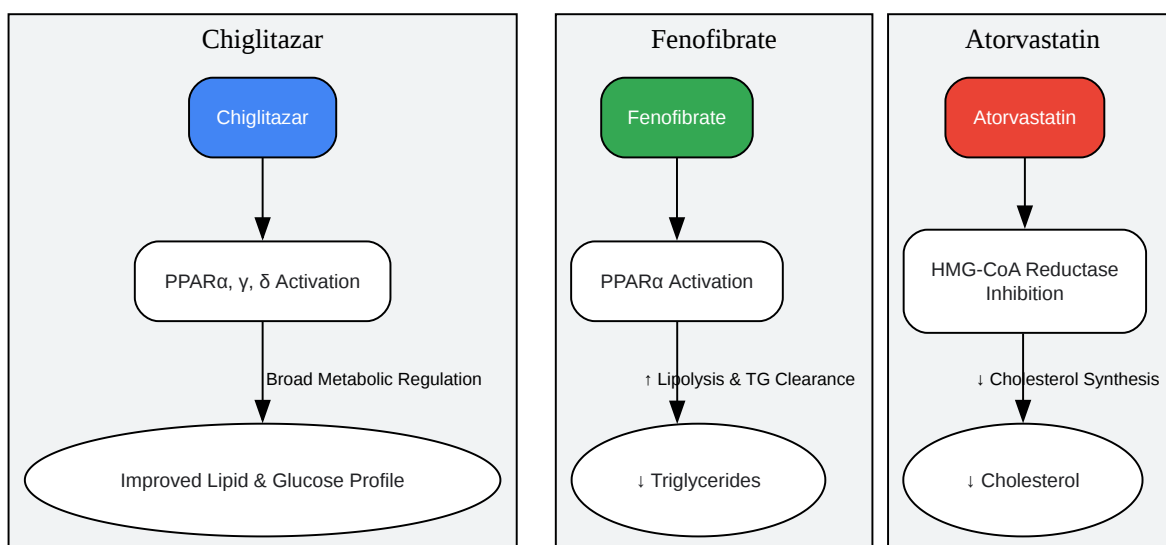 Chiglitazar
Chiglitazar
PPARα, γ, δ Activation
Broad Metabolic Regulation
Improved Lipid & Glucose Profile
Fenofibrate
Fenofibrate
PPARα Activation
↑ Lipolysis & TG Clearance
↓ Triglycerides
Atorvastatin
Atorvastatin
HMG-CoA Reductase
Inhibition
↓ Cholesterol Synthesis
↓ Cholesterol